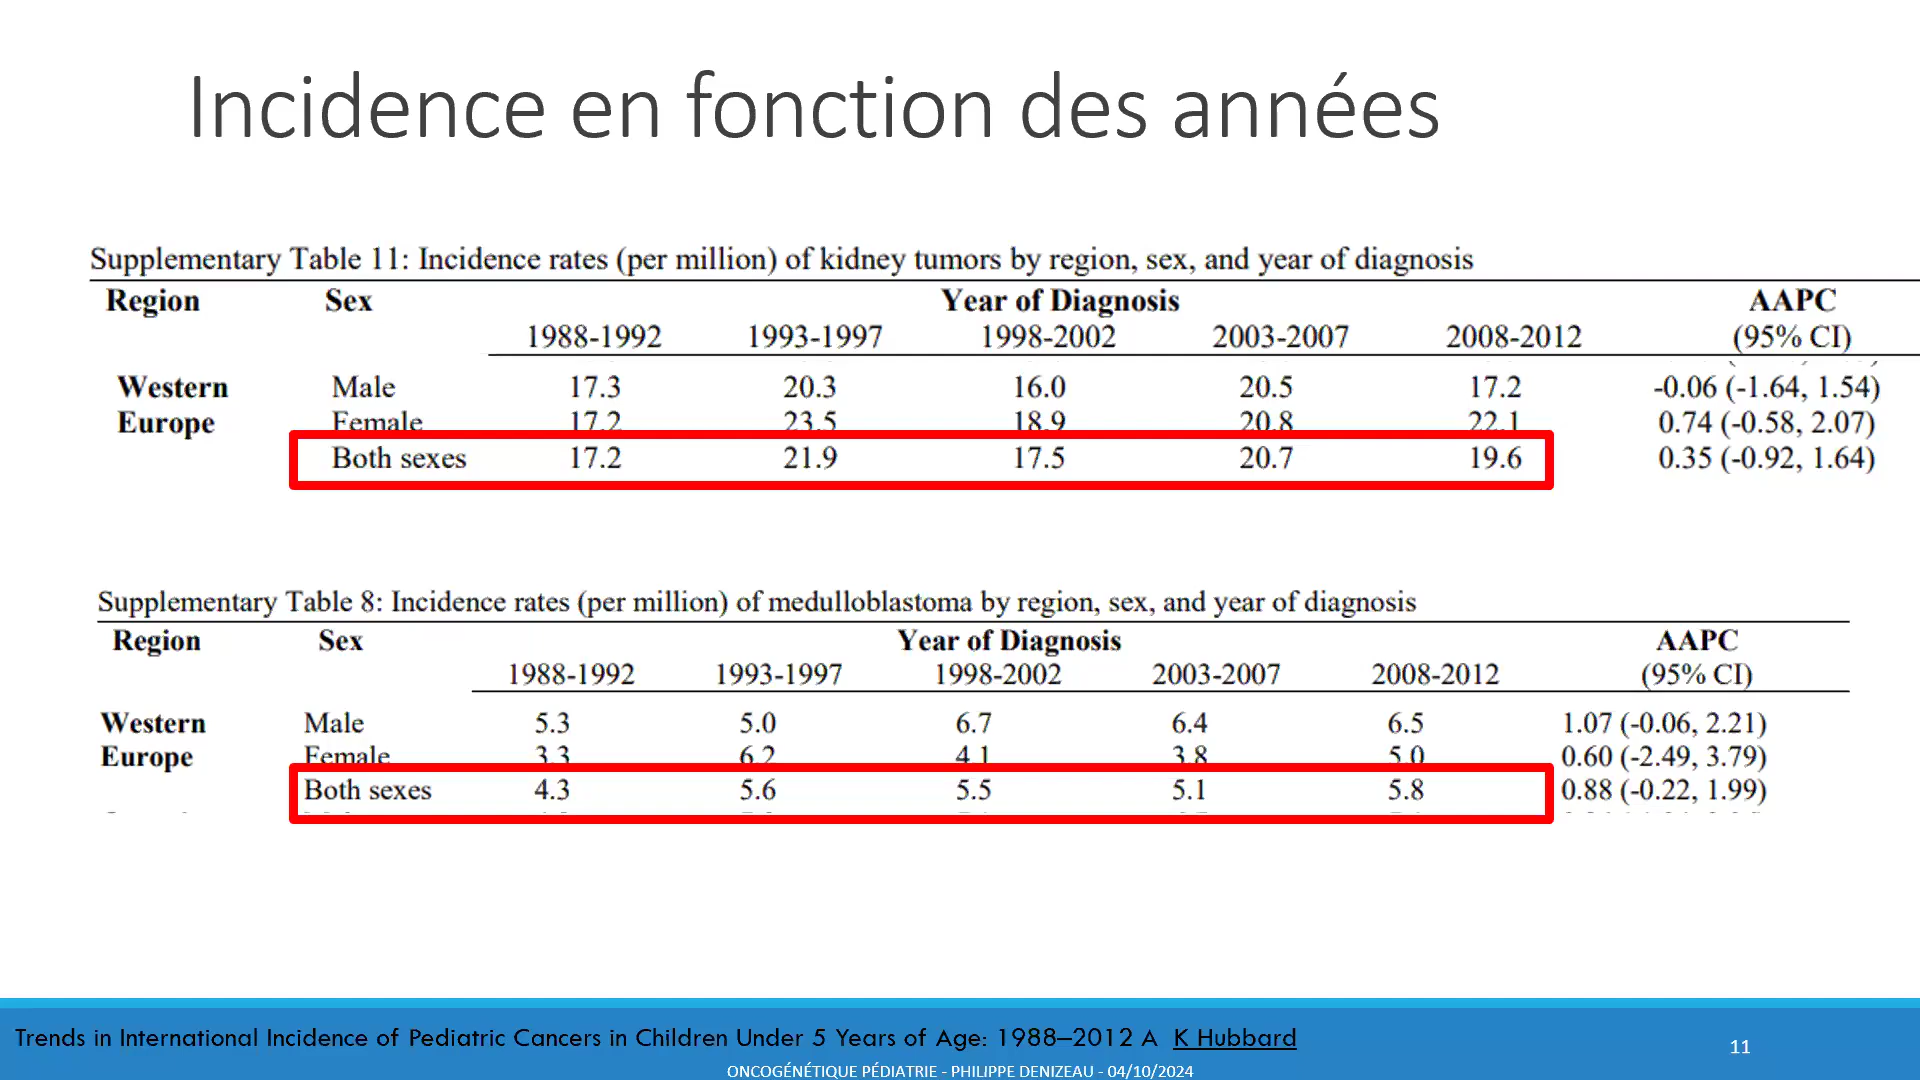 Incidence en fonction des années
Supplementary Table 11: Incidence rates (per million) of kidney tumors by region, sex, and year of diagnosis
Region Sex Year of Diagnosis AAPC
1988-1992 1993-1997 1998-2002 2003-2007 2008-2012 (95% CI)
Western Male 17.3 20.3 16.0 20.5 17.2 -0.06 (-1.64, 1.54)
Europe Female 17.2 23.5 18.9 20.8 22.1 0.74 (-0.58, 2.07)
Both sexes 17.2 21.9 17.5 20.7 19.6 0.35 (-0.92, 1.64)
Supplementary Table 8: Incidence rates (per million) of medulloblastoma by region, sex, and year of diagnosis
Region Sex Year of Diagnosis AAPC
1988-1992 1993-1997 1998-2002 2003-2007 2008-2012 (95% CI)
Western Male 5.3 5.0 6.7 6.4 6.5 1.07 (-0.06, 2.21)
Europe Female 3.3 6.2 4.1 3.8 5.0 0.60 (-2.49, 3.79)
Both sexes 4.3 5.6 5.5 5.1 5.8 0.88 (-0.22, 1.99)
Trends in International Incidence of Pediatric Cancers in Children Under 5 Years of Age: 1988–2012 A K Hubbard
11
ONCOGÉNÉTIQUE PÉDIATRIE - PHILIPPE DENIZEAU - 04/10/2024